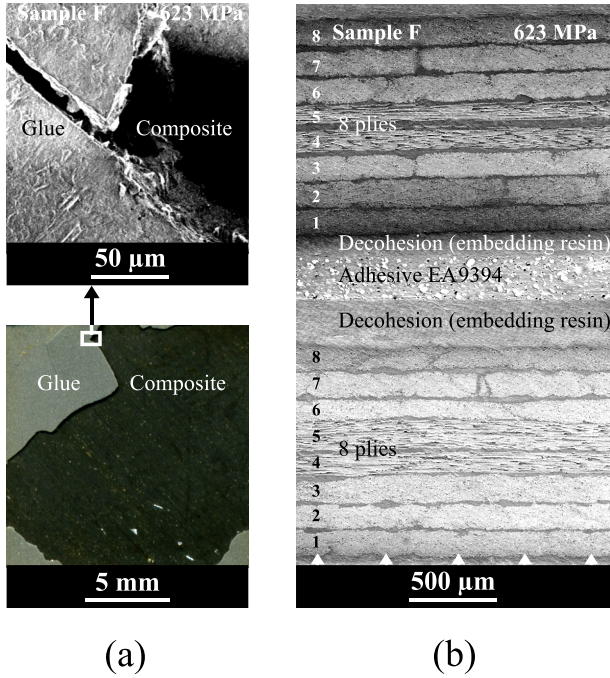 Sample F 623 MPa
Glue Composite
50 µm
Glue Composite
5 mm
(a)
8 Sample F 623 MPa
7
6
5
8 plies
4
3
2
1
Decohesion (embedding resin)
Adhesive EA9394
Decohesion (embedding resin)
8
7
6
5
8 plies
4
3
2
1
500 µm
(b)